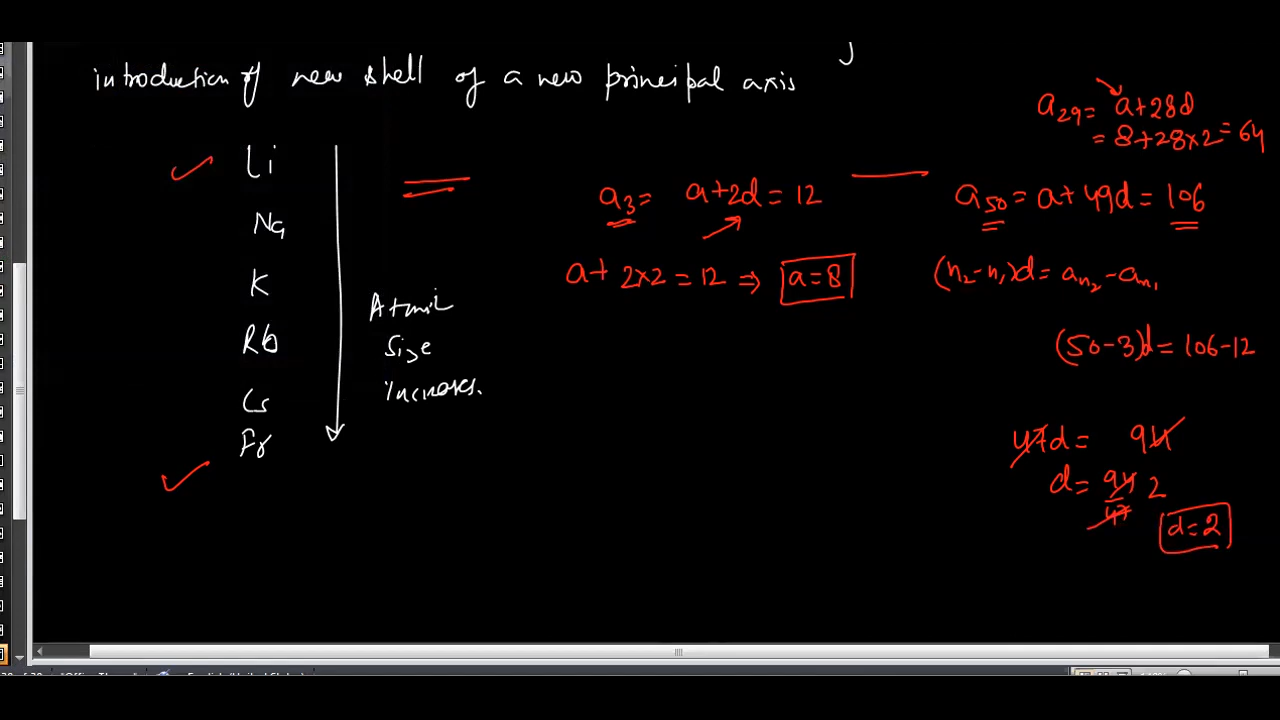 introduction of new shell of a new principal axis
Li
Na
K
Rb
Cs
Fr
Atomic
Size
increases.
a₃ = a+2d = 12
a+ 2×2 = 12 ⇒ a=8
a₂₉ = a+28d
= 8+28×2 = 64
a₅₀ = a+49d = 106
(n₂-n₁)d = aₙ₂ - aₙ₁
(50-3)d = 106-12
47d = 94
d = 94/47 2
d=2